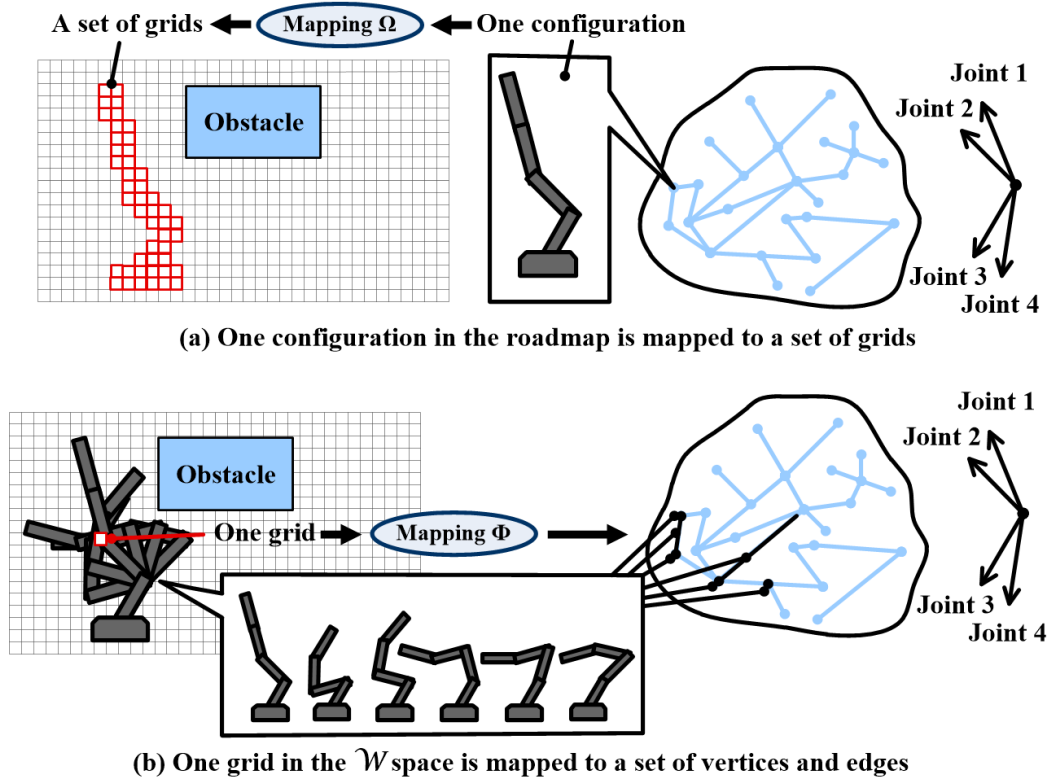 A set of grids
Mapping Ω
One configuration
Obstacle
Joint 1
Joint 2
Joint 3
Joint 4
(a) One configuration in the roadmap is mapped to a set of grids
Obstacle
One grid
Mapping Φ
Joint 1
Joint 2
Joint 3
Joint 4
(b) One grid in the 𝒲 space is mapped to a set of vertices and edges